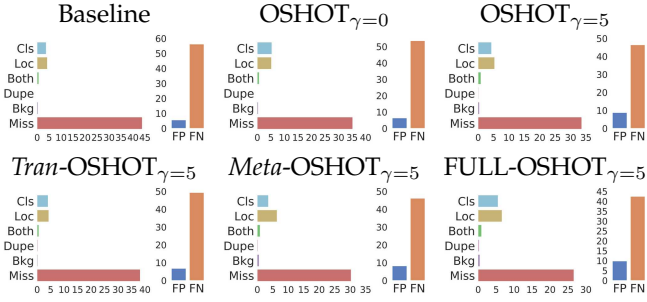 Baseline
OSHOTγ=0
OSHOTγ=5
Cls
Loc
Both
Dupe
Bkg
Miss
0 5 10 15 20 25 30 35 40 45
60
50
40
30
20
10
0
FP FN
Cls
Loc
Both
Dupe
Bkg
Miss
0 5 10 15 20 25 30 35 40
50
40
30
20
10
0
FP FN
Cls
Loc
Both
Dupe
Bkg
Miss
0 5 10 15 20 25 30 35
50
40
30
20
10
0
FP FN
Tran-OSHOTγ=5
Meta-OSHOTγ=5
FULL-OSHOTγ=5
Cls
Loc
Both
Dupe
Bkg
Miss
0 5 10 15 20 25 30 35 40
50
40
30
20
10
0
FP FN
Cls
Loc
Both
Dupe
Bkg
Miss
0 5 10 15 20 25 30 35
50
40
30
20
10
0
FP FN
Cls
Loc
Both
Dupe
Bkg
Miss
0 5 10 15 20 25 30
45
40
35
30
25
20
15
10
5
0
FP FN